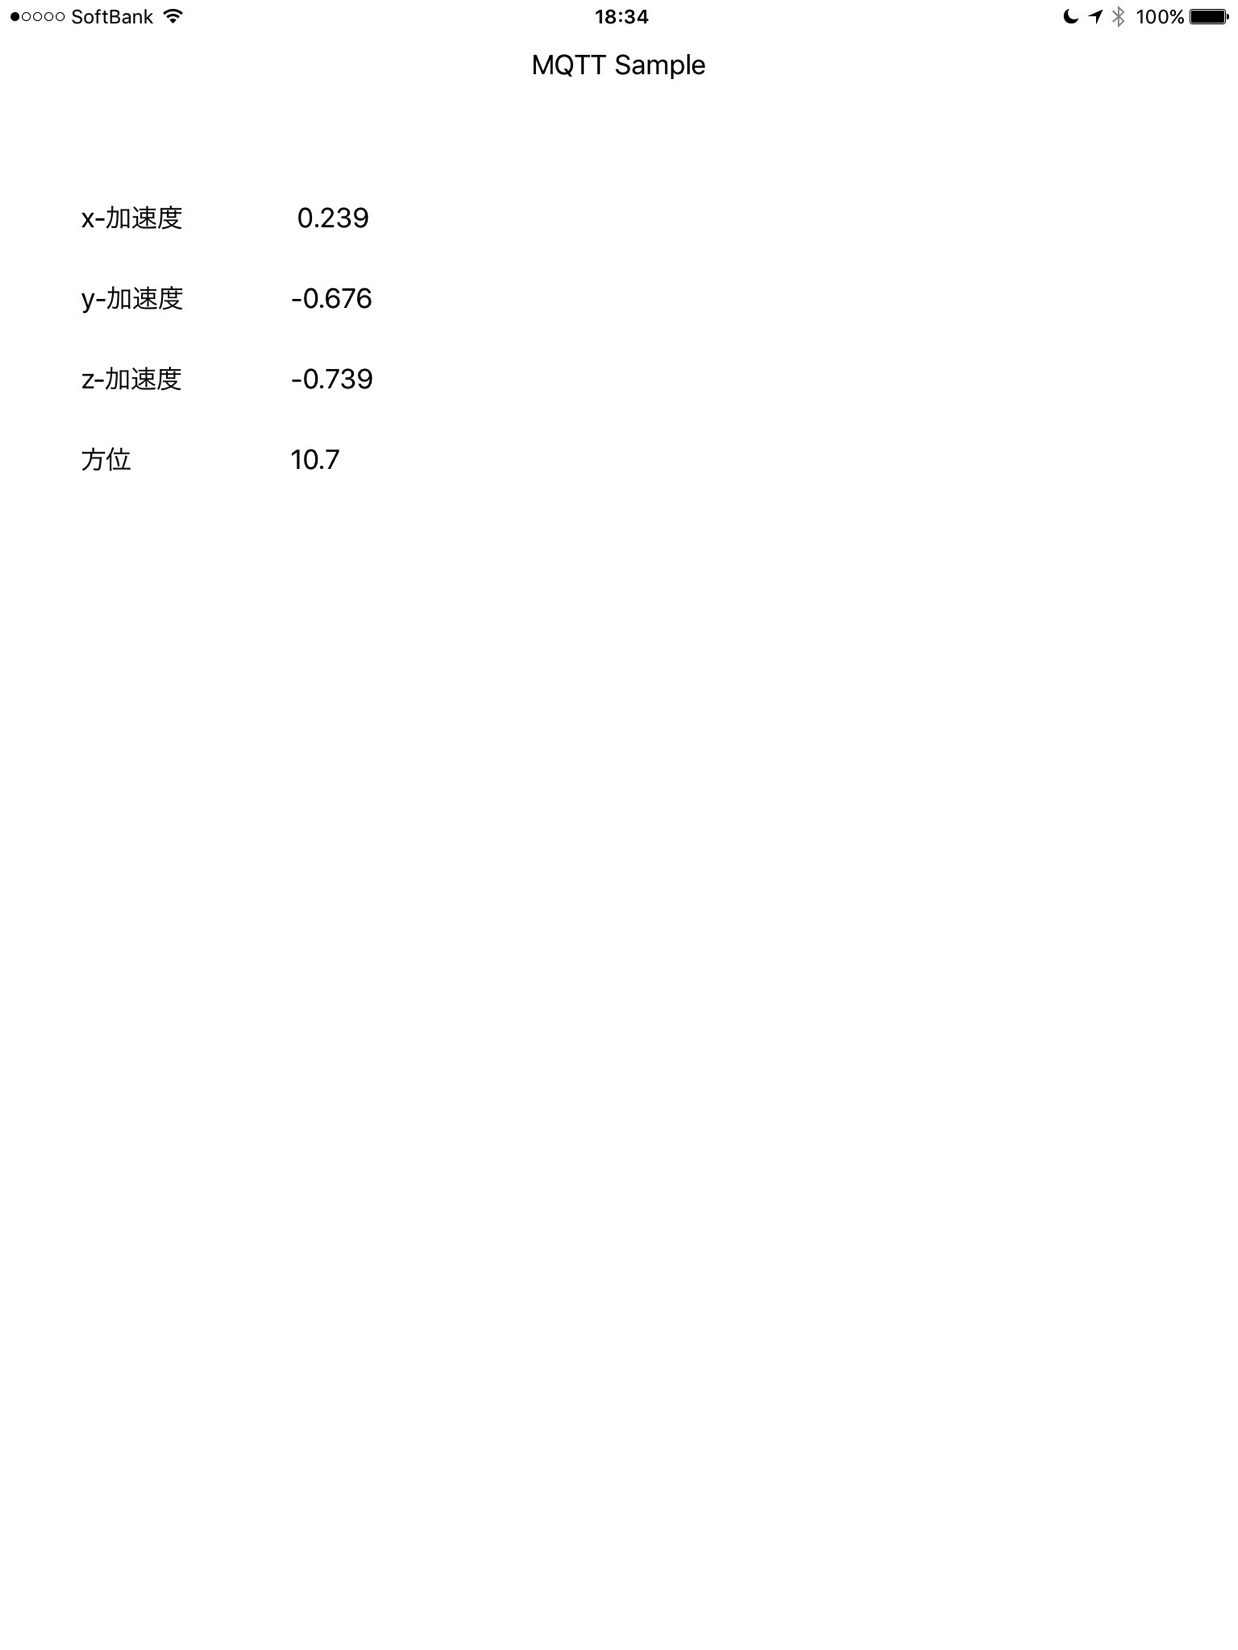 SoftBank 18:34 100%
MQTT Sample
x-加速度 0.239
y-加速度 -0.676
z-加速度 -0.739
方位 10.7